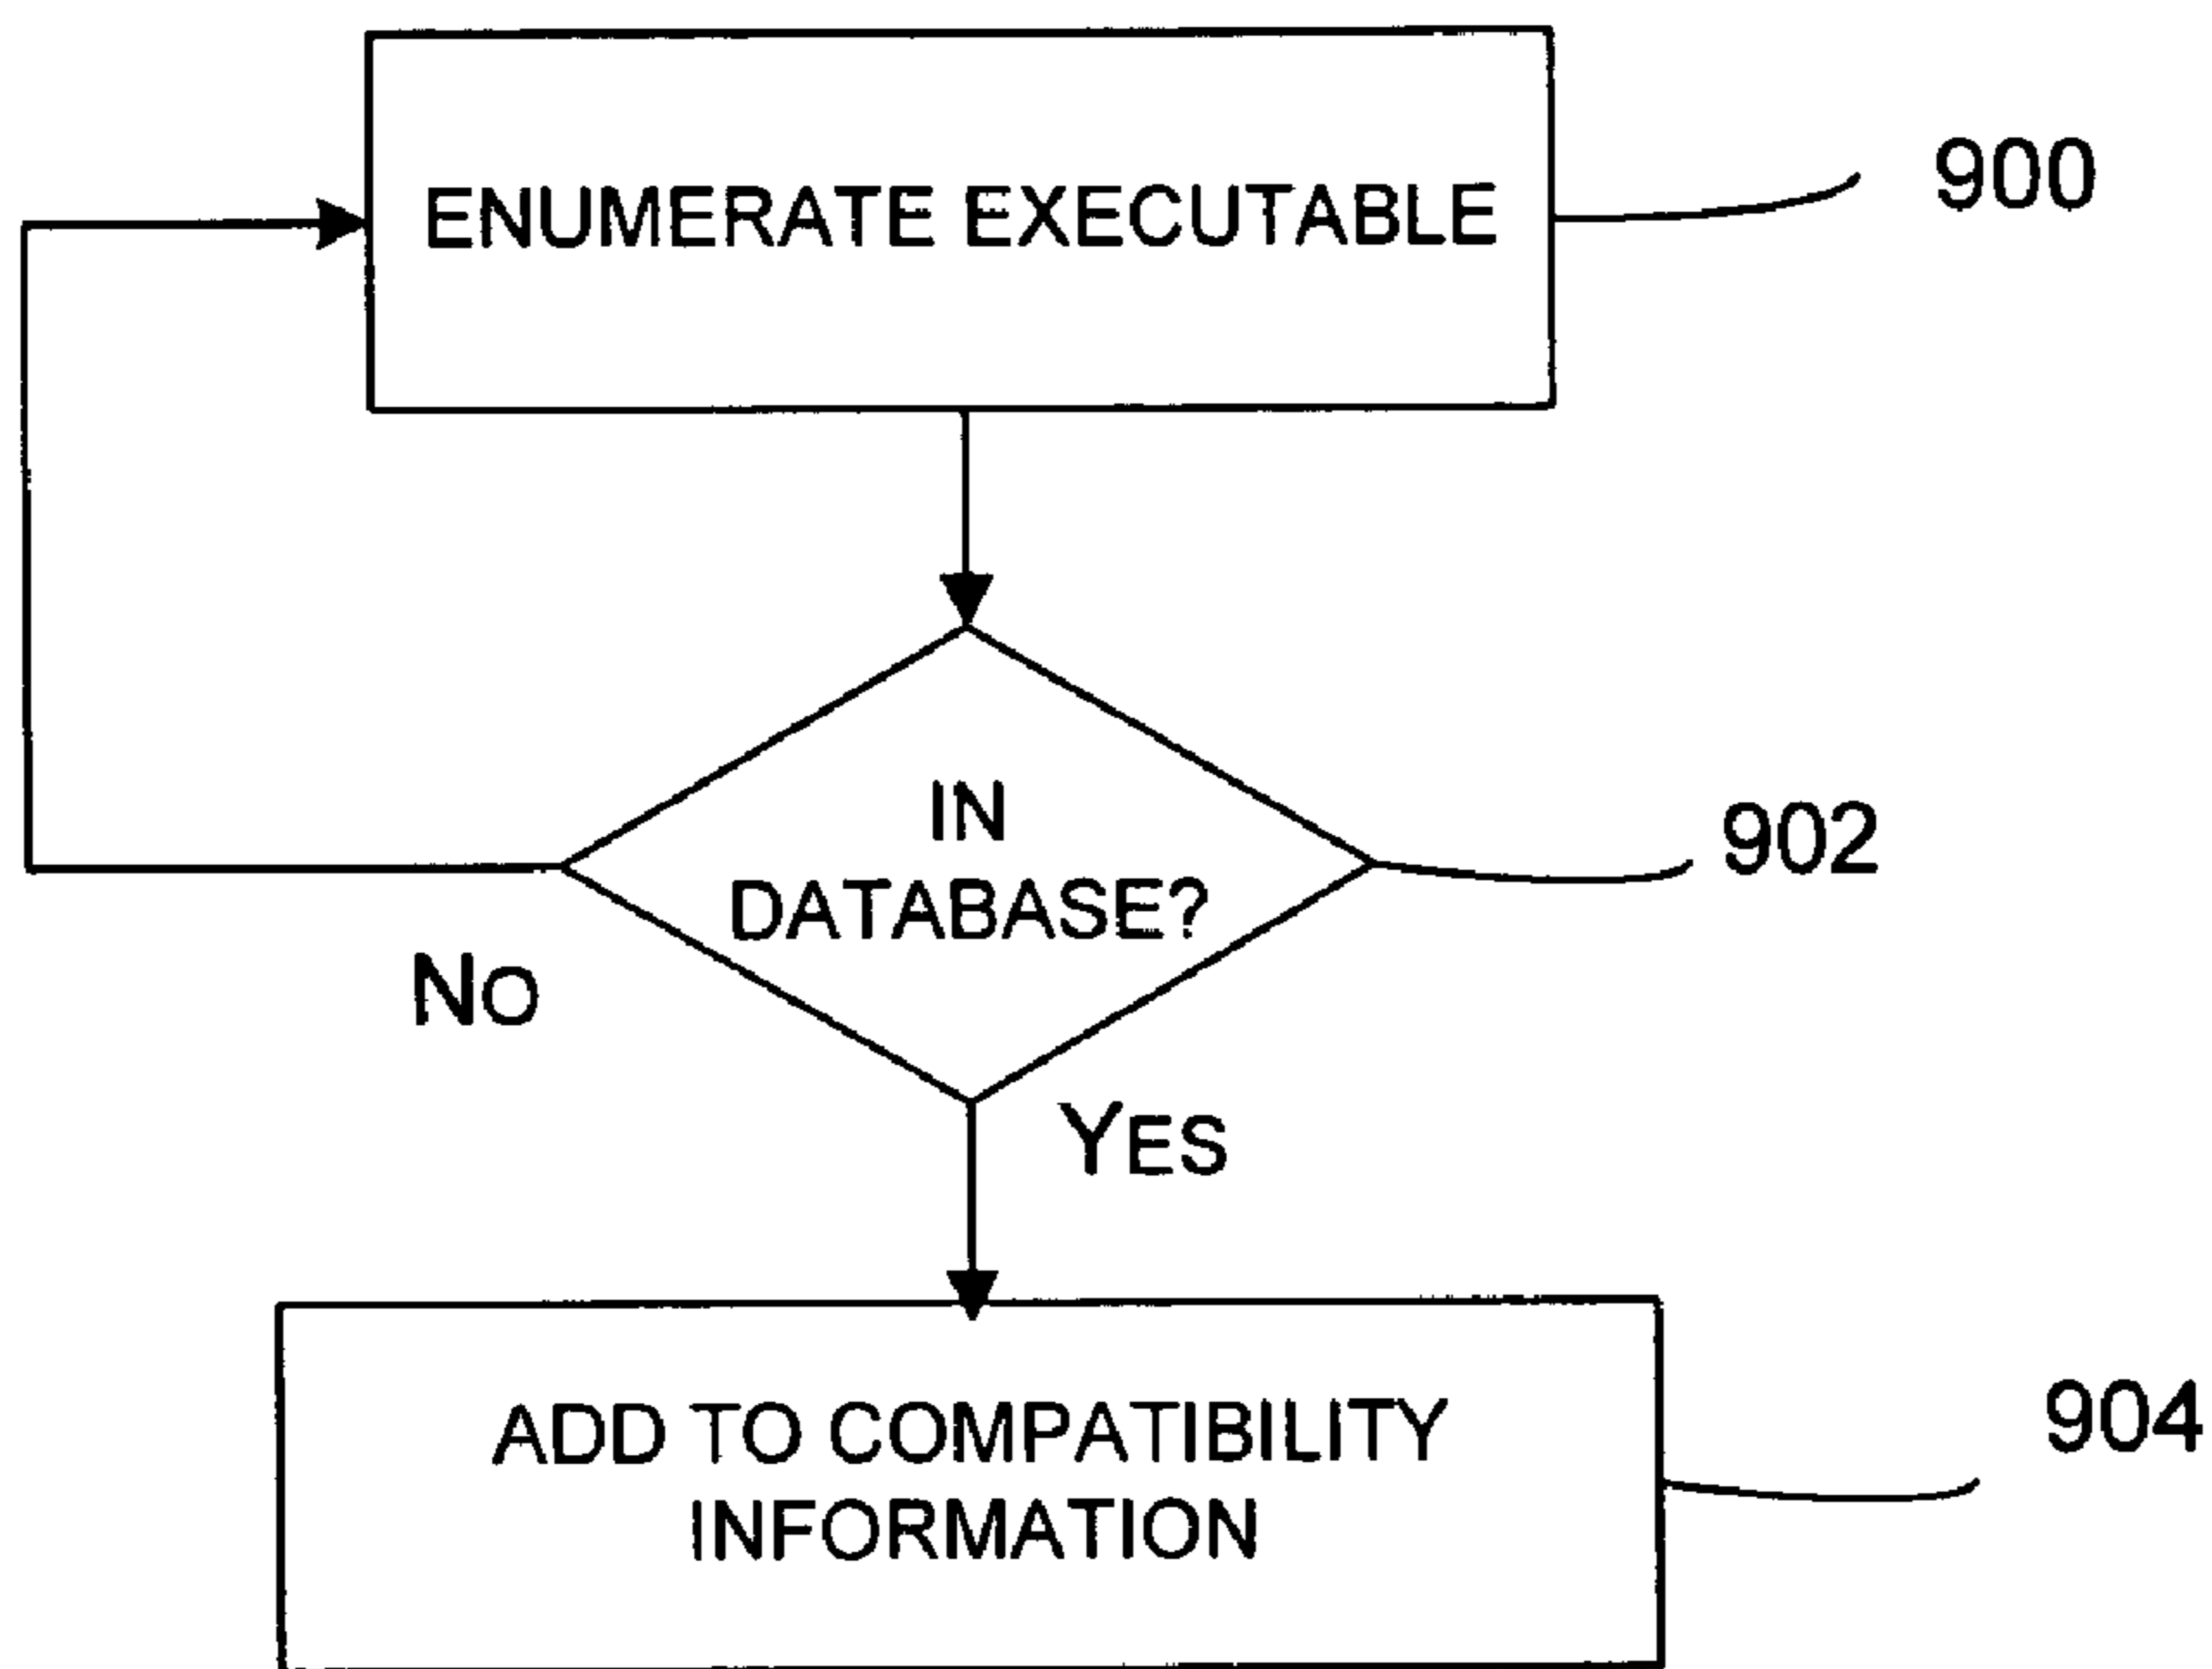 ENUMERATE EXECUTABLE
900
IN
DATABASE?
902
NO
YES
ADD TO COMPATIBILITY
INFORMATION
904